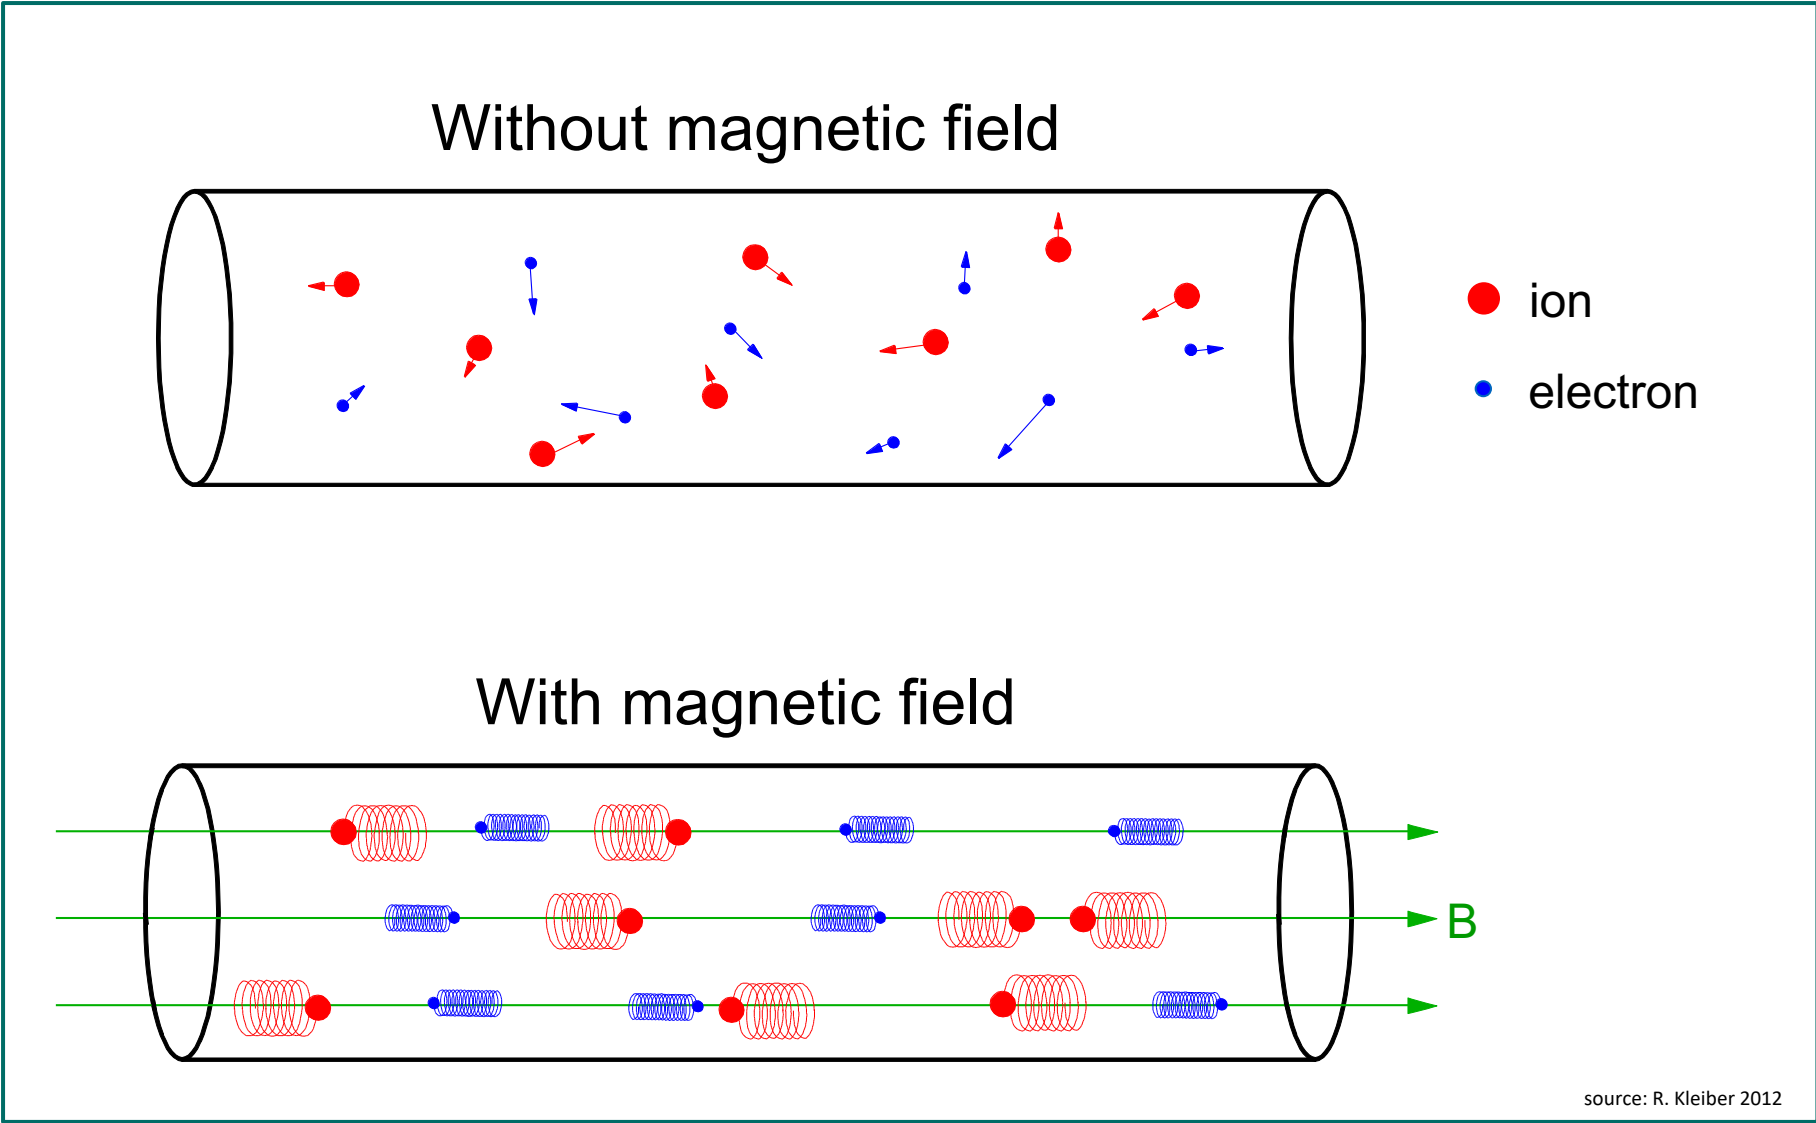 Without magnetic field
ion
electron
With magnetic field
B
source: R. Kleiber 2012